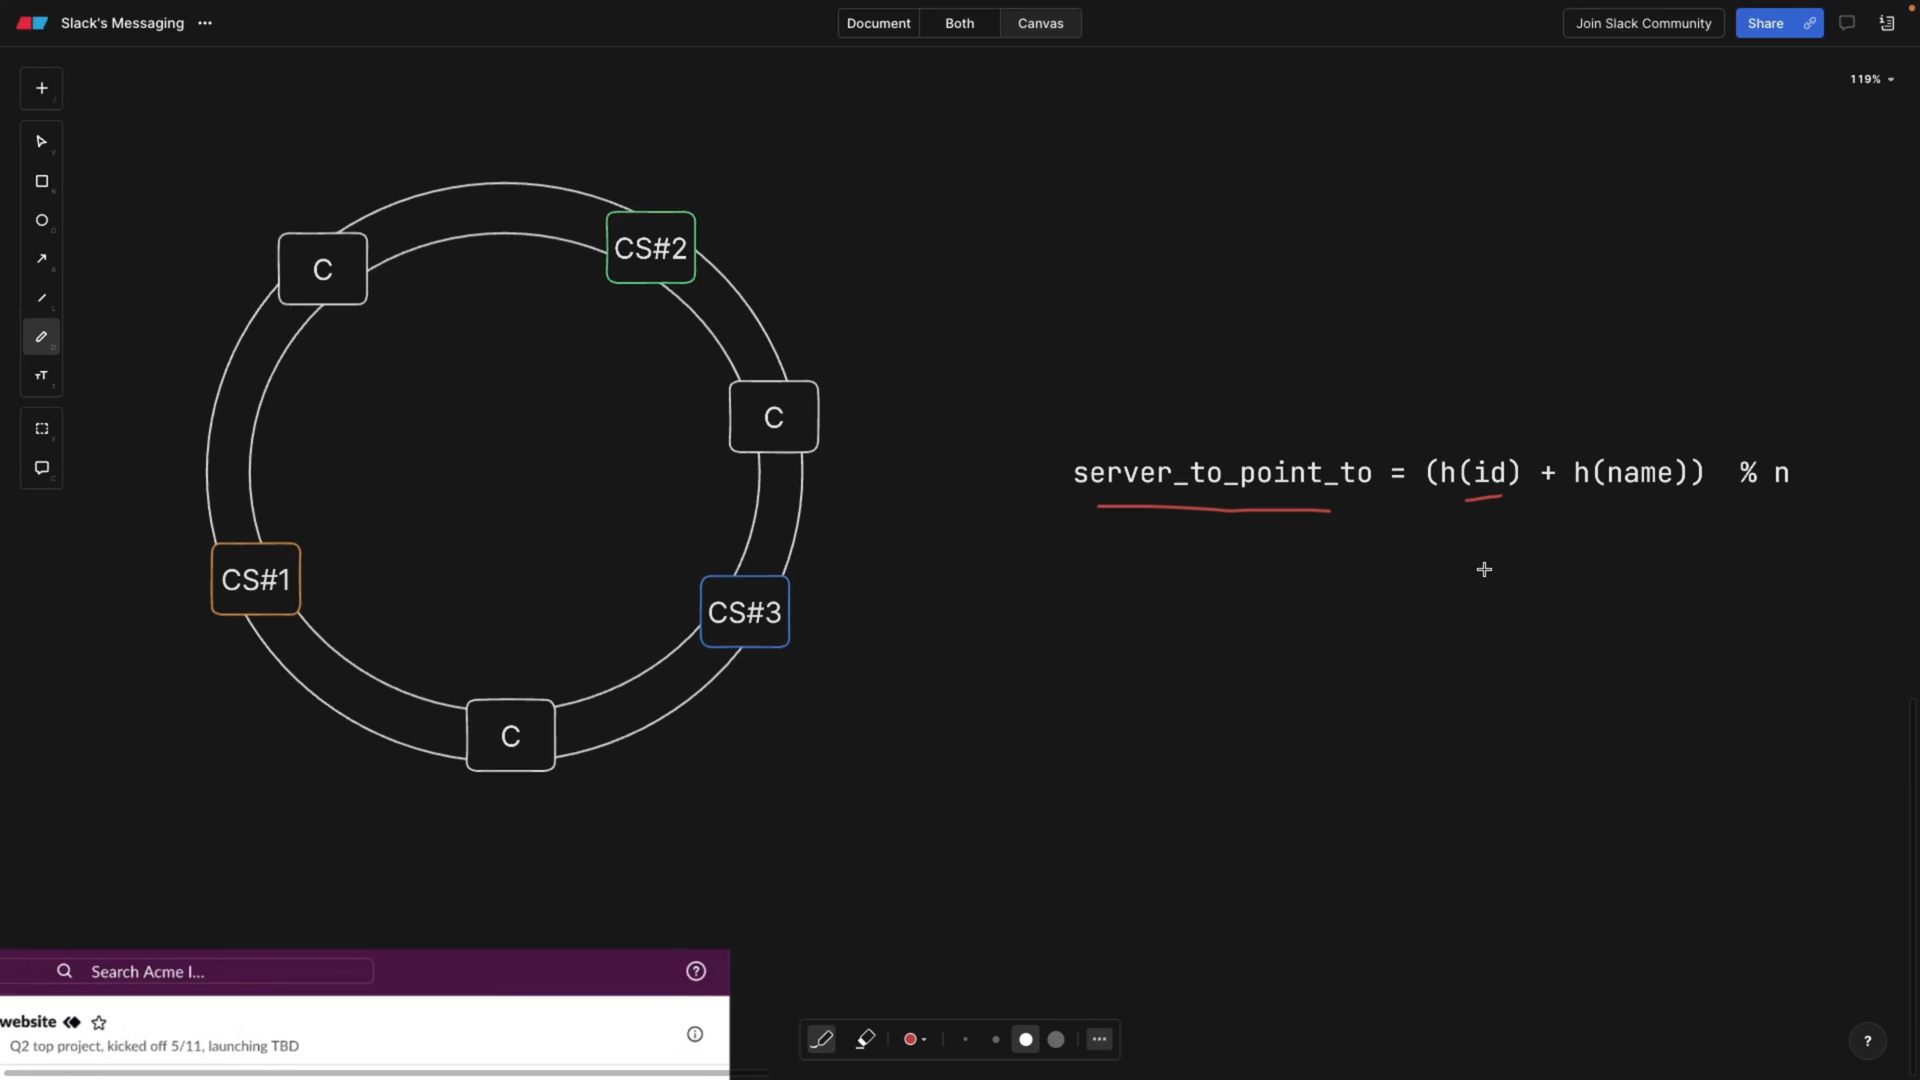 Slack's Messaging ...
Document Both Canvas
Join Slack Community Share
119%
C
CS#2
C
CS#1
CS#3
C
server_to_point_to = (h(id) + h(name)) % n
Search Acme I...
website
Q2 top project, kicked off 5/11, launching TBD